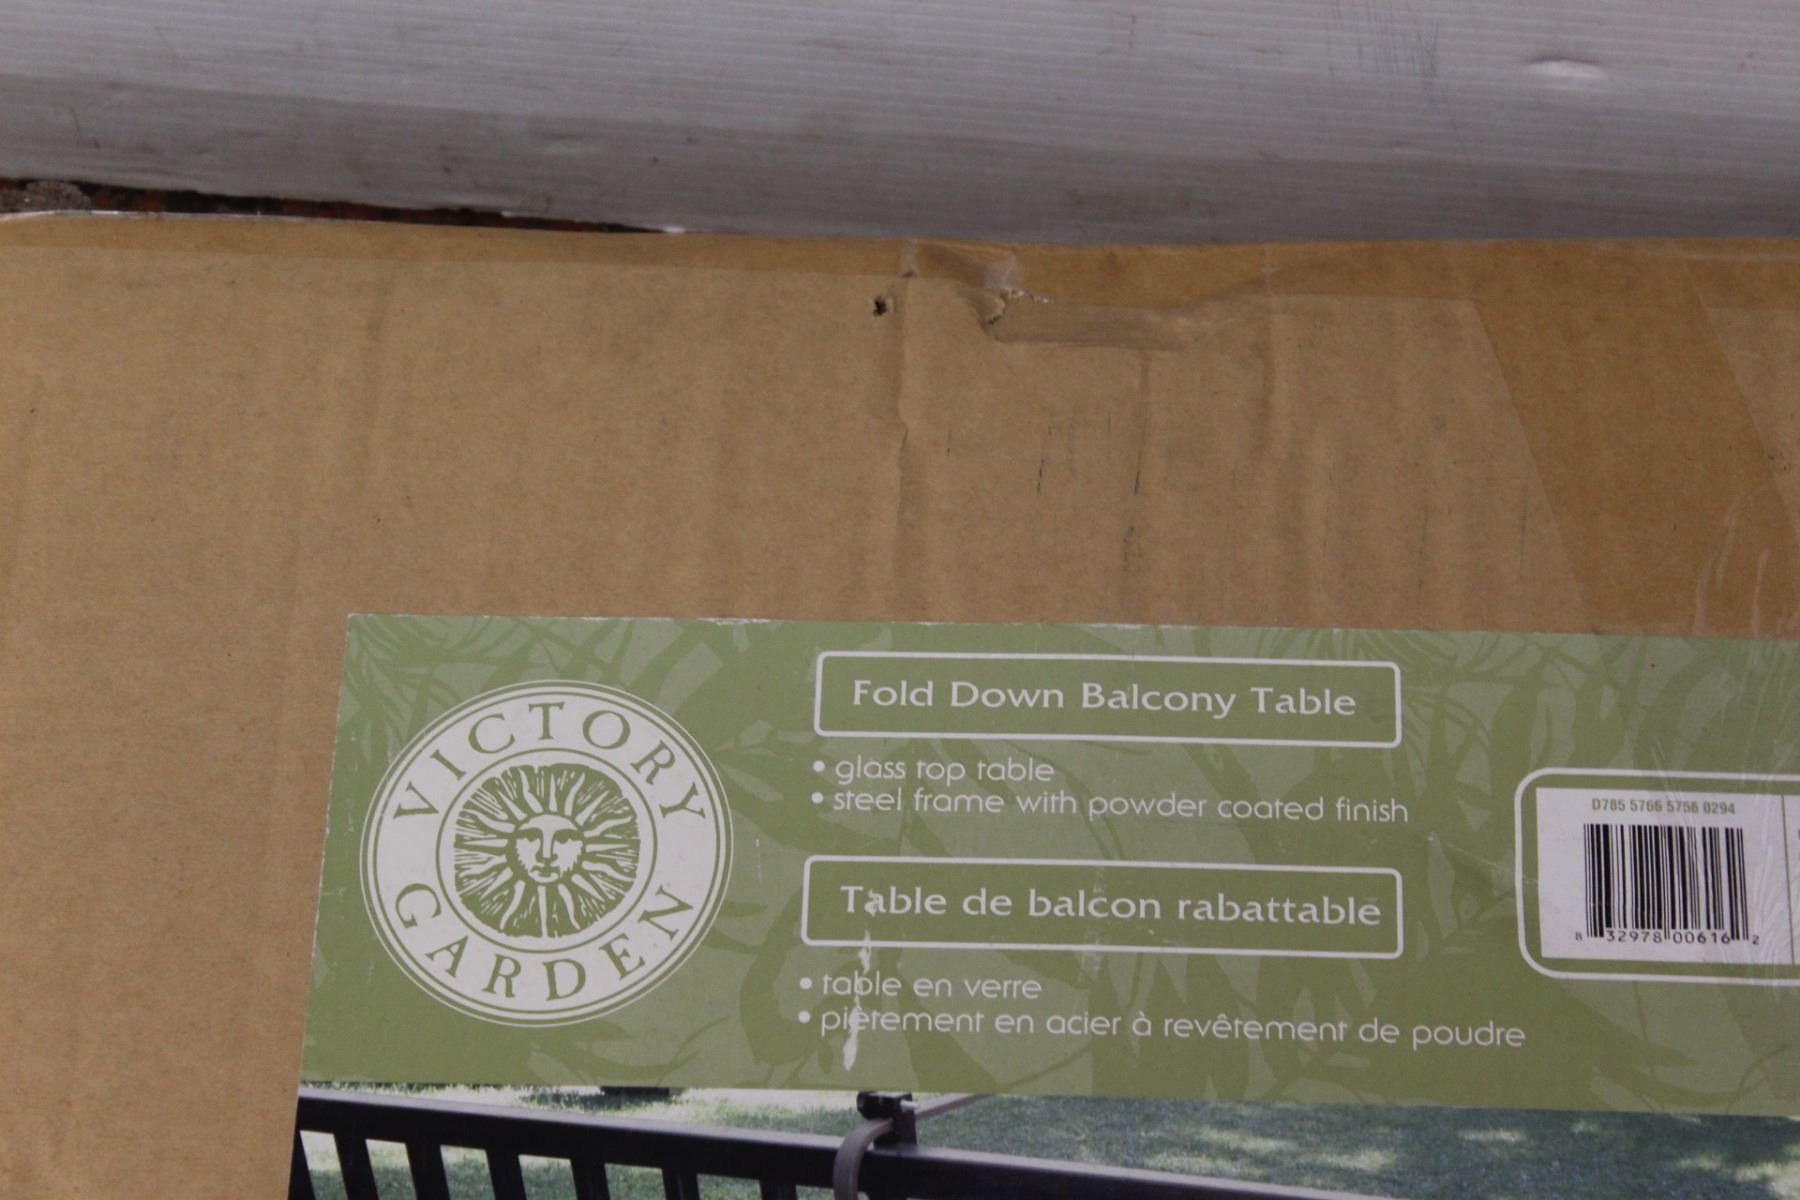 VICTORY
GARDEN
Fold Down Balcony Table
• glass top table
• steel frame with powder coated finish
Table de balcon rabattable
• table en verre
• piètement en acier à revêtement de poudre
D785 5766 5756 0294
8 32978 00616 2